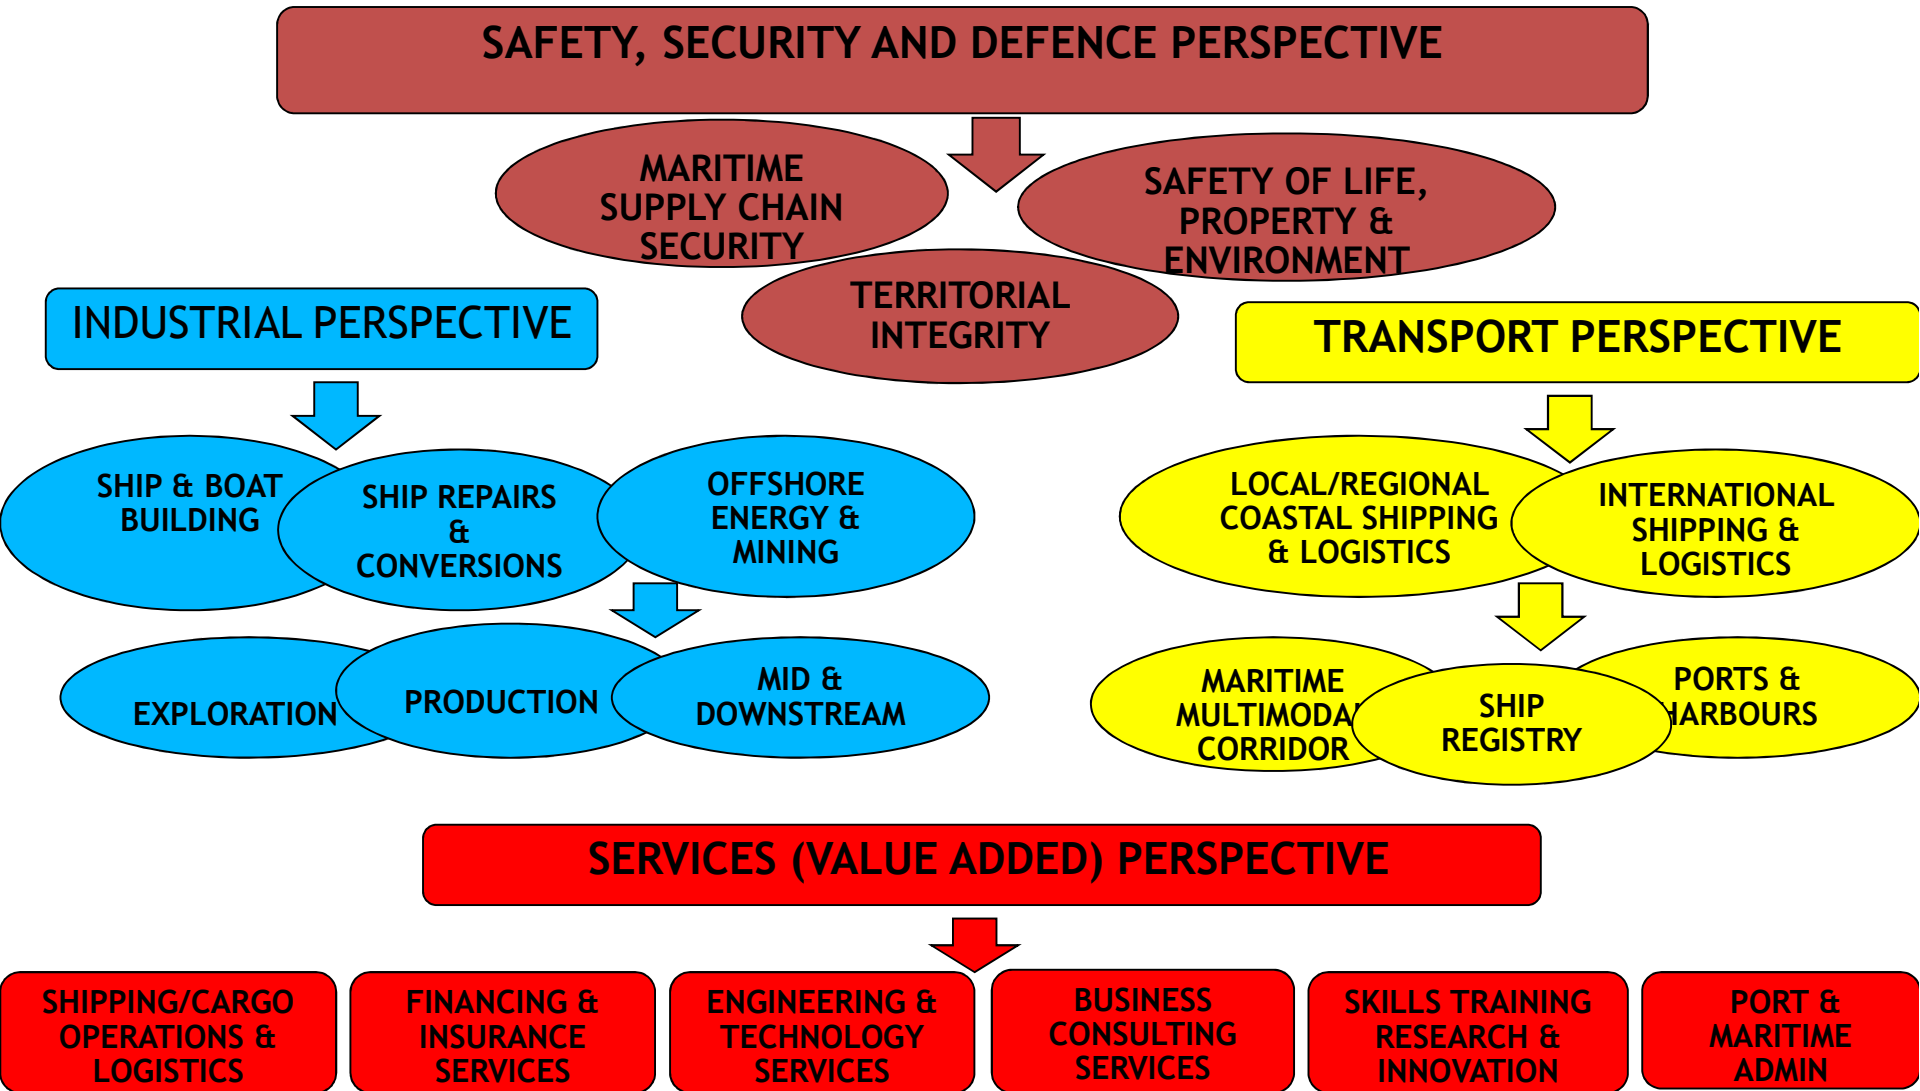 SAFETY, SECURITY AND DEFENCE PERSPECTIVE
MARITIME
SUPPLY CHAIN
SECURITY
SAFETY OF LIFE,
PROPERTY &
ENVIRONMENT
TERRITORIAL
INTEGRITY
INDUSTRIAL PERSPECTIVE
SHIP & BOAT
BUILDING
SHIP REPAIRS
&
CONVERSIONS
OFFSHORE
ENERGY &
MINING
EXPLORATION
PRODUCTION
MID &
DOWNSTREAM
TRANSPORT PERSPECTIVE
LOCAL/REGIONAL
COASTAL SHIPPING
& LOGISTICS
INTERNATIONAL
SHIPPING &
LOGISTICS
MARITIME
MULTIMODAL
CORRIDOR
SHIP
REGISTRY
PORTS &
HARBOURS
SERVICES (VALUE ADDED) PERSPECTIVE
SHIPPING/CARGO
OPERATIONS &
LOGISTICS
FINANCING &
INSURANCE
SERVICES
ENGINEERING &
TECHNOLOGY
SERVICES
BUSINESS
CONSULTING
SERVICES
SKILLS TRAINING
RESEARCH &
INNOVATION
PORT &
MARITIME
ADMIN